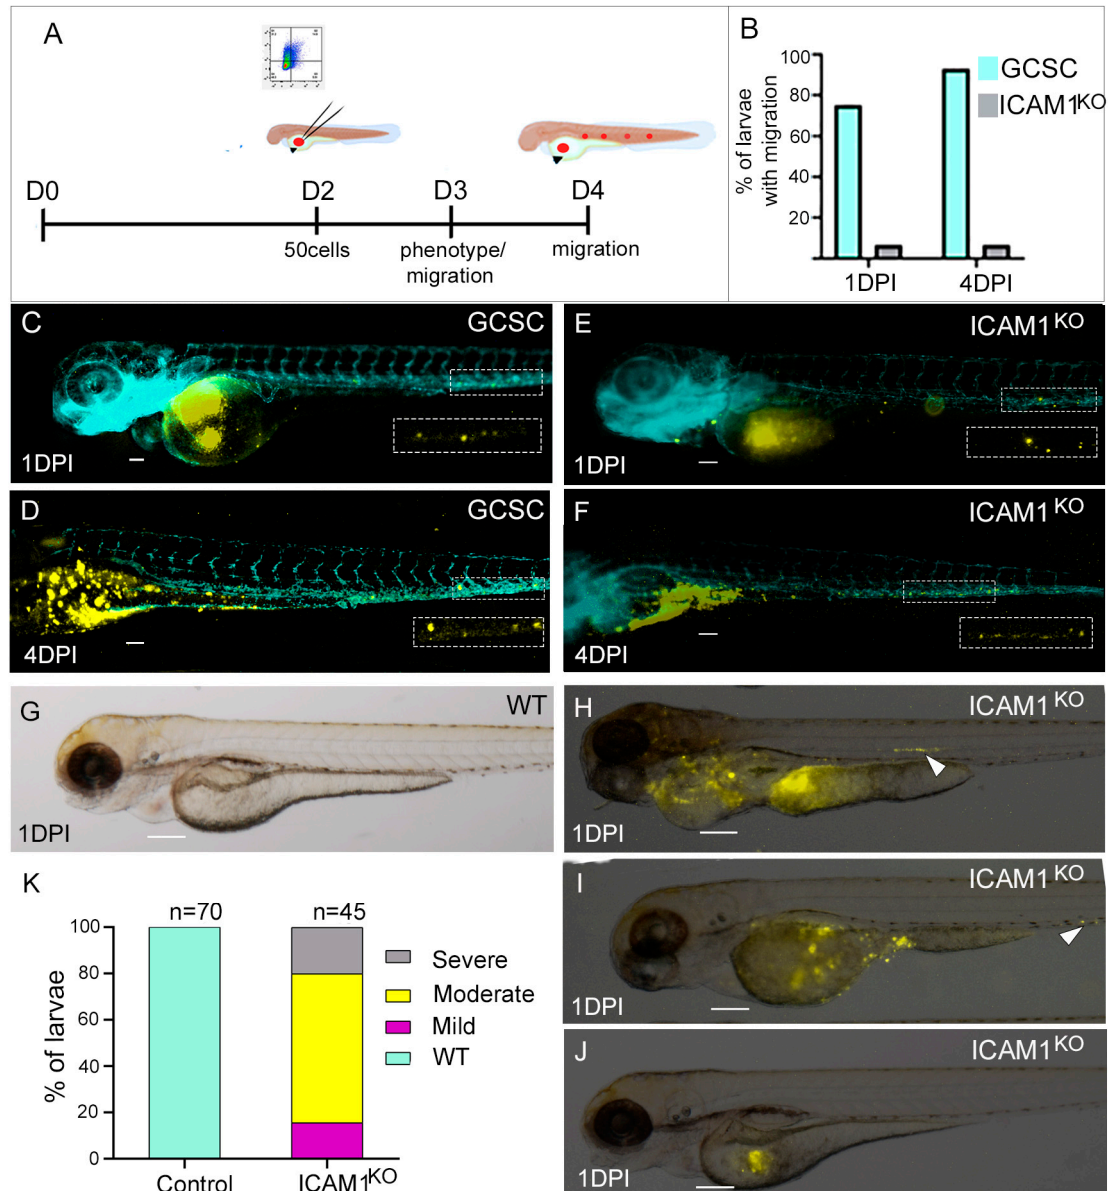 A
D0
D2
D3
D4
50cells
phenotype/
migration
migration
B
% of larvae
with migration
100
80
60
40
20
1DPI
4DPI
GCSC
ICAM1KO
C
GCSC
1DPI
E
ICAM1KO
1DPI
D
GCSC
4DPI
F
ICAM1KO
4DPI
G
WT
1DPI
H
ICAM1KO
1DPI
K
n=70
n=45
% of larvae
100
80
60
40
20
0
Control
ICAM1KO
Severe
Moderate
Mild
WT
I
ICAM1KO
1DPI
J
ICAM1KO
1DPI